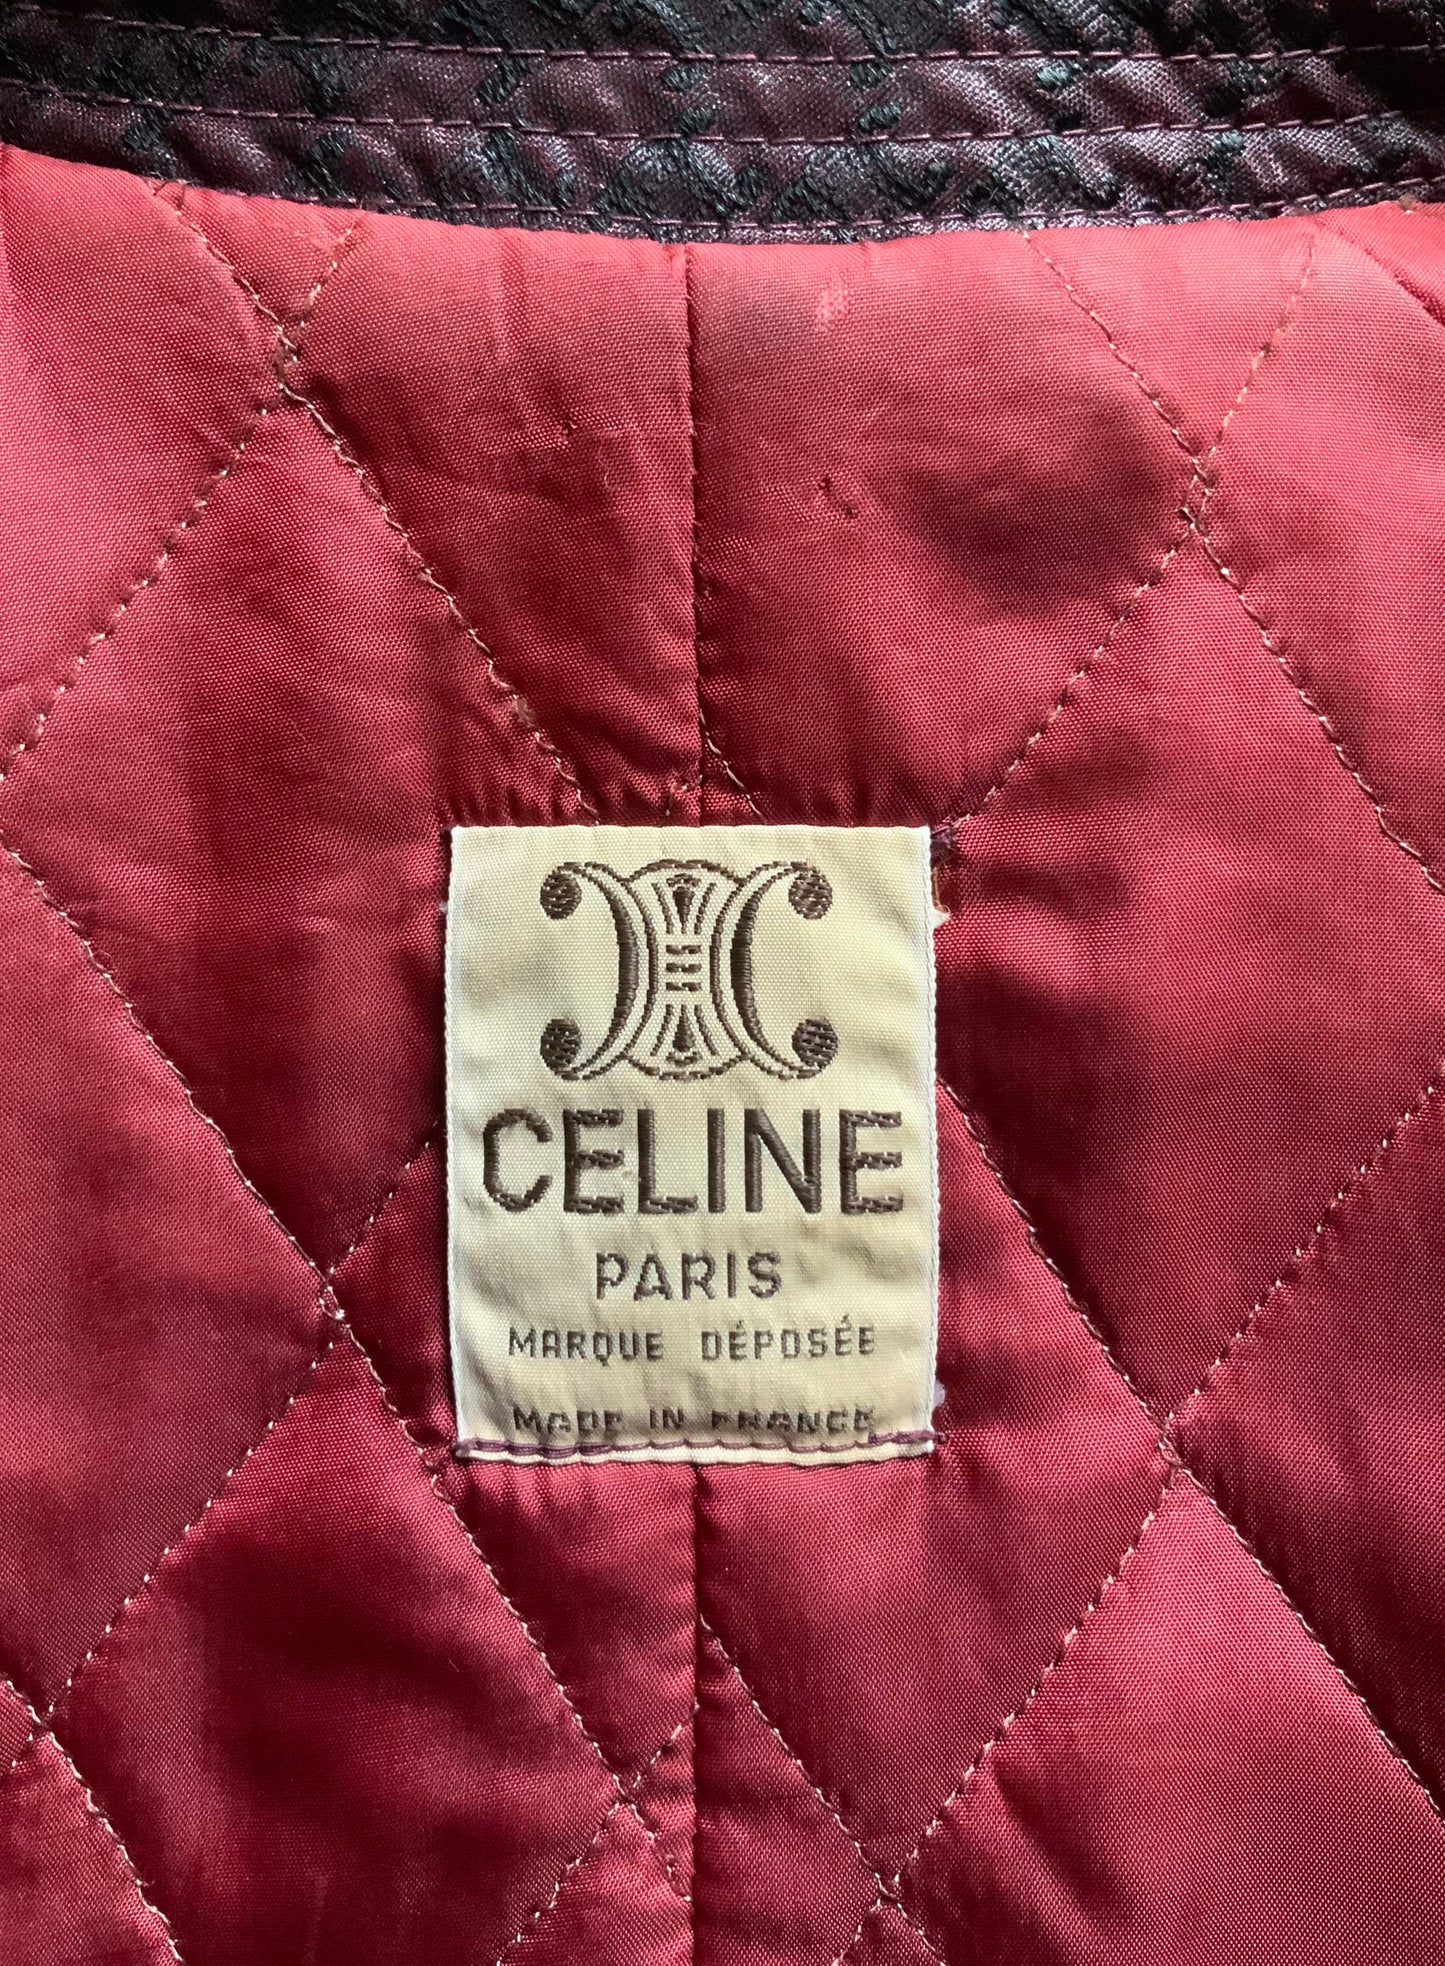 CELINE
PARIS
MARQUE DÉPOSÉE
MADE IN FRANCE